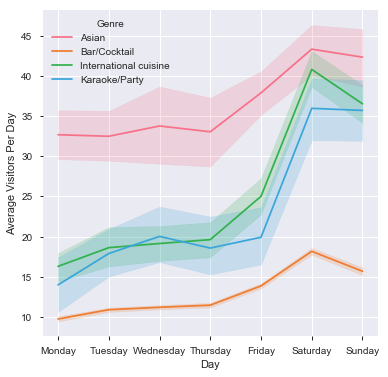 Genre
Asian
Bar/Cocktail
International cuisine
Karaoke/Party
45
40
35
30
25
20
15
10
Average Visitors Per Day
Monday Tuesday Wednesday Thursday Friday Saturday Sunday
Day